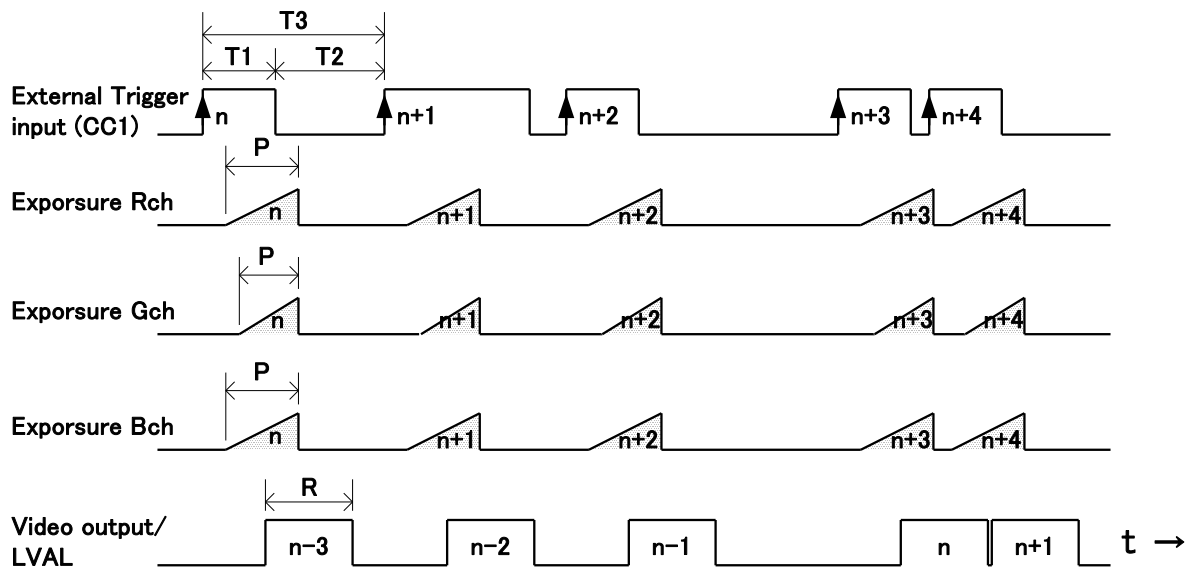 T3
T1 T2
External Trigger
input (CC1)
n n+1 n+2 n+3 n+4
P
Exporsure Rch
n n+1 n+2 n+3 n+4
P
Exporsure Gch
n n+1 n+2 n+3 n+4
P
Exporsure Bch
n n+1 n+2 n+3 n+4
R
Video output/
LVAL
n-3 n-2 n-1 n n+1
t →